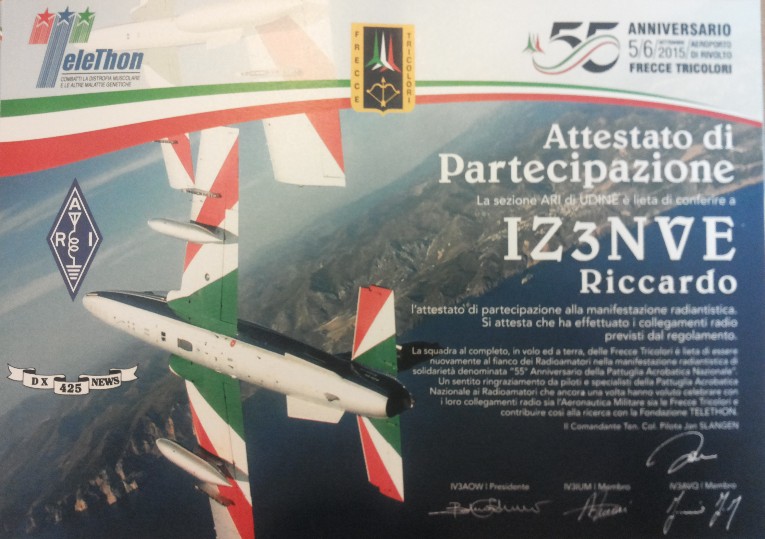 TeleThon
COMBATTI LA DISTROFIA MUSCOLARE
E LE ALTRE MALATTIE GENETICHE
FRECCE
TRICOLORI
55 ANNIVERSARIO
5/6 SETTEMBRE 2015 AEROPORTO DI RIVOLTO
FRECCE TRICOLORI
Attestato di
Partecipazione
La sezione ARI di UDINE è lieta di conferire a
IZ3NVE
Riccardo
l'attestato di partecipazione alla manifestazione radiantistica.
Si attesta che ha effettuato i collegamenti radio
previsti dal regolamento.
La squadra al completo, in volo ed a terra, delle Frecce Tricolori è lieta di essere
nuovamente al fianco dei Radioamatori nella manifestazione radiantistica di
solidarietà denominata "55° Anniversario della Pattuglia Acrobatica Nazionale".
Un sentito ringraziamento da piloti e specialisti della Pattuglia Acrobatica
Nazionale ai Radioamatori che ancora una volta hanno voluto celebrare con
i loro collegamenti radio sia l'Aeronautica Militare sia le Frecce Tricolori e
contribuire così alla ricerca con la Fondazione TELETHON.
Il Comandante Ten. Col. Pilota Jan SLANGEN
A
R I
DX 425 NEWS
IV3AOW | Presidente
IV3IUM | Membro
IV3AVQ | Membro